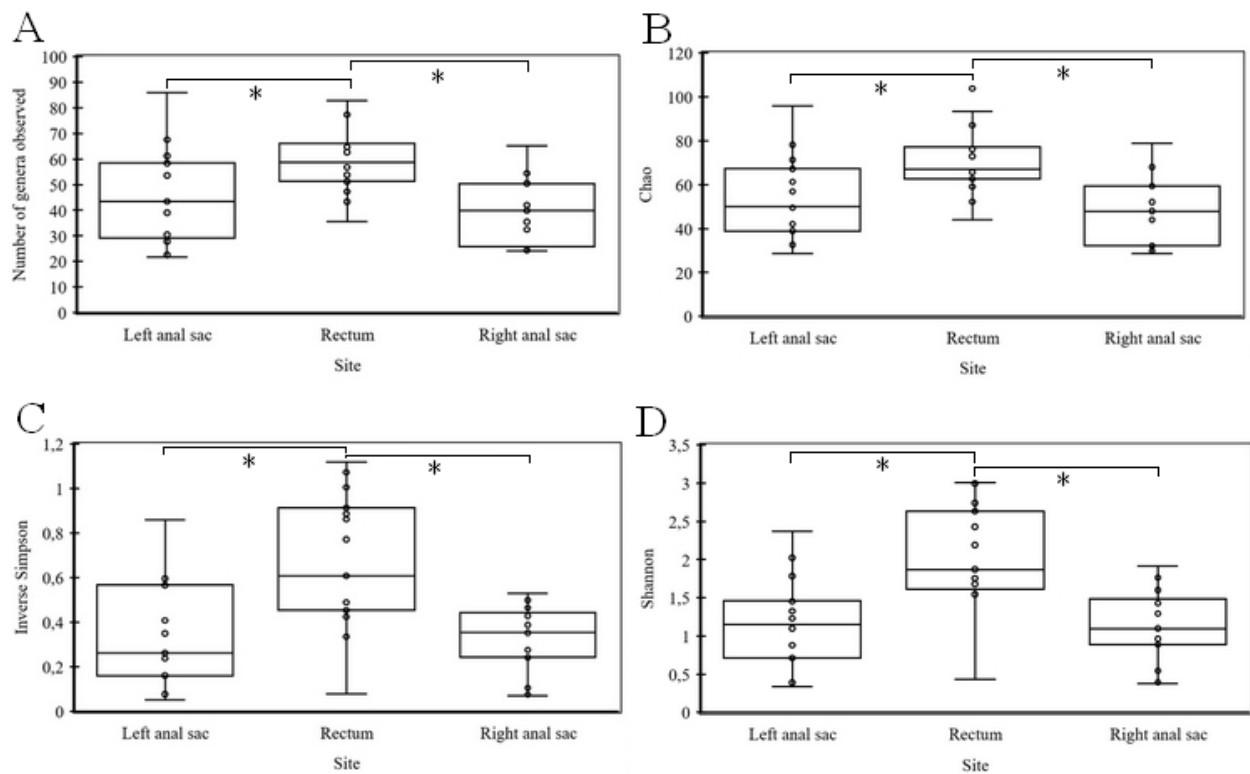 A
Number of genera observed
100
90
80
70
60
50
40
30
20
10
0
*
*
Left anal sac Rectum Right anal sac
Site
B
Chao
120
100
80
60
40
20
0
*
*
Left anal sac Rectum Right anal sac
Site
C
Inverse Simpson
1,2
1
0,8
0,6
0,4
0,2
0
*
*
Left anal sac Rectum Right anal sac
Site
D
Shannon
3,5
3
2,5
2
1,5
1
0,5
0
*
*
Left anal sac Rectum Right anal sac
Site